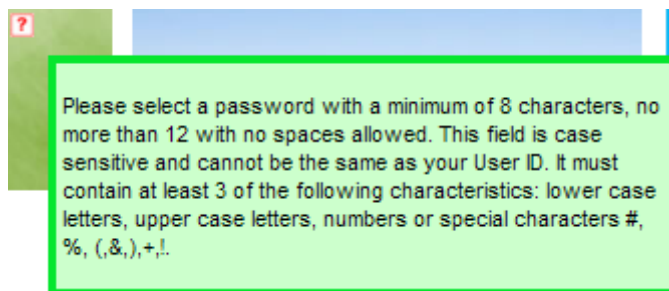 ?
Please select a password with a minimum of 8 characters, no
more than 12 with no spaces allowed. This field is case
sensitive and cannot be the same as your User ID. It must
contain at least 3 of the following characteristics: lower case
letters, upper case letters, numbers or special characters #,
%, (,&,),+,!.